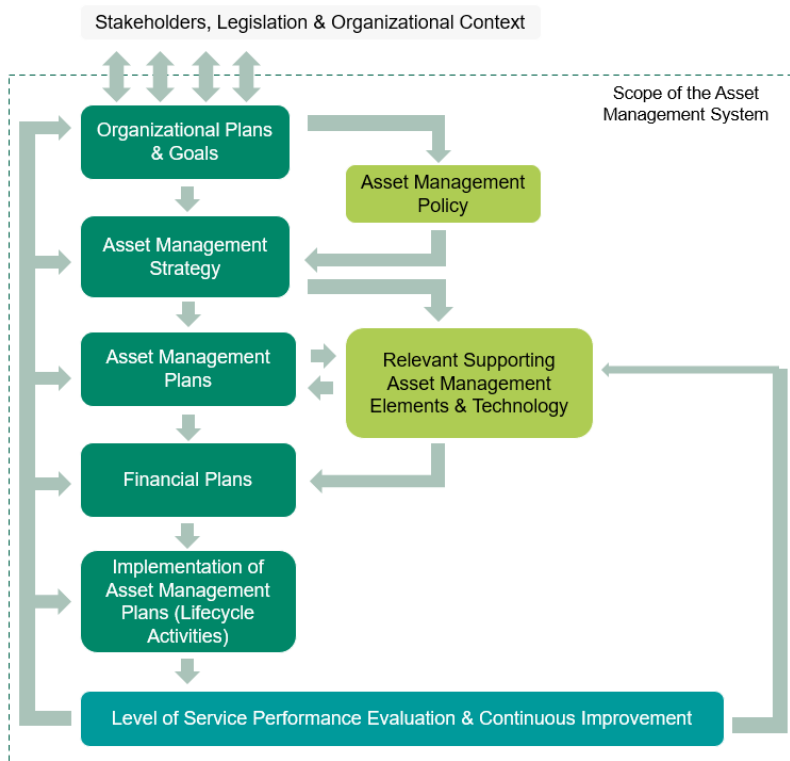 Stakeholders, Legislation & Organizational Context
Scope of the Asset
Management System
Organizational Plans
& Goals
Asset Management
Policy
Asset Management
Strategy
Asset Management
Plans
Relevant Supporting
Asset Management
Elements & Technology
Financial Plans
Implementation of
Asset Management
Plans (Lifecycle
Activities)
Level of Service Performance Evaluation & Continuous Improvement